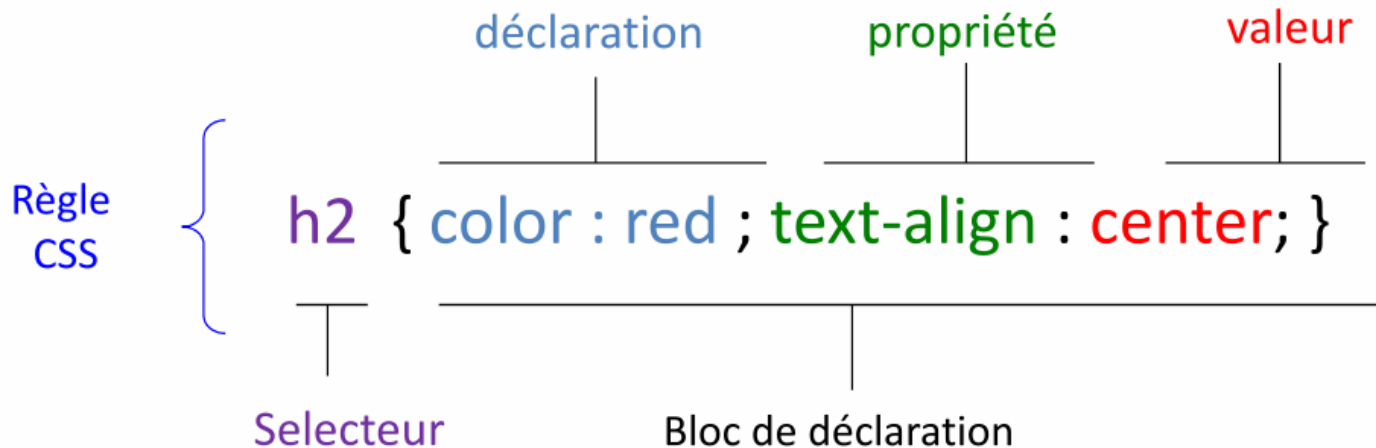 déclaration propriété valeur
Règle
CSS
h2 { color : red ; text-align : center; }
Selecteur Bloc de déclaration